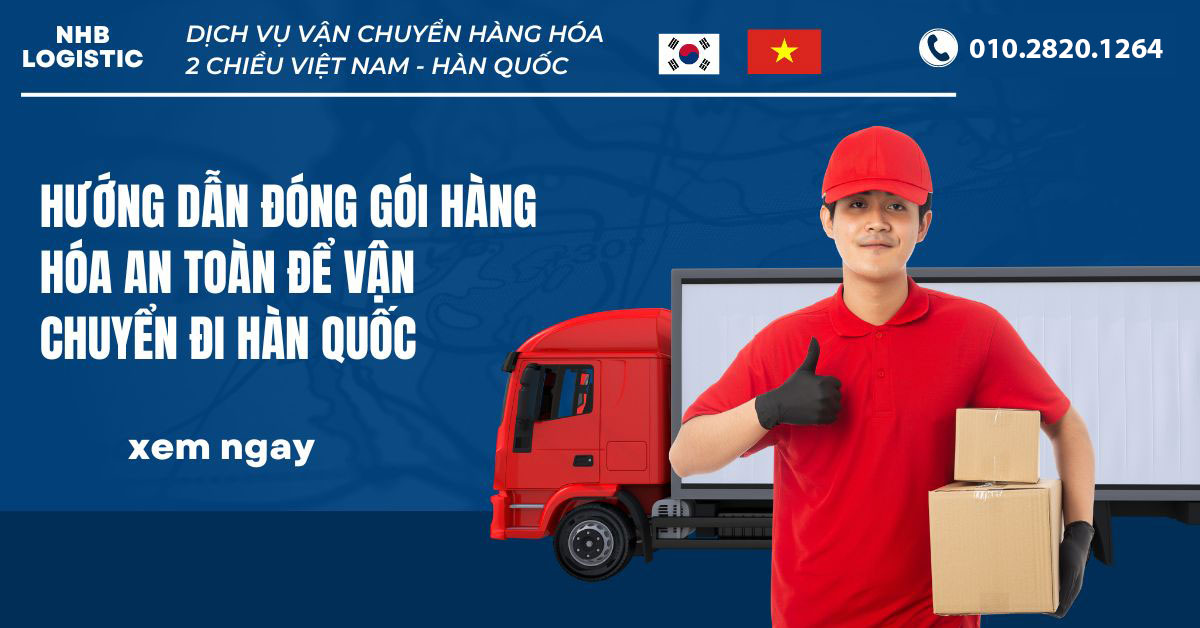 NHB
LOGISTIC
DỊCH VỤ VẬN CHUYỂN HÀNG HÓA
2 CHIỀU VIỆT NAM - HÀN QUỐC
010.2820.1264
HƯỚNG DẪN ĐÓNG GÓI HÀNG
HÓA AN TOÀN ĐỂ VẬN
CHUYỂN ĐI HÀN QUỐC
xem ngay